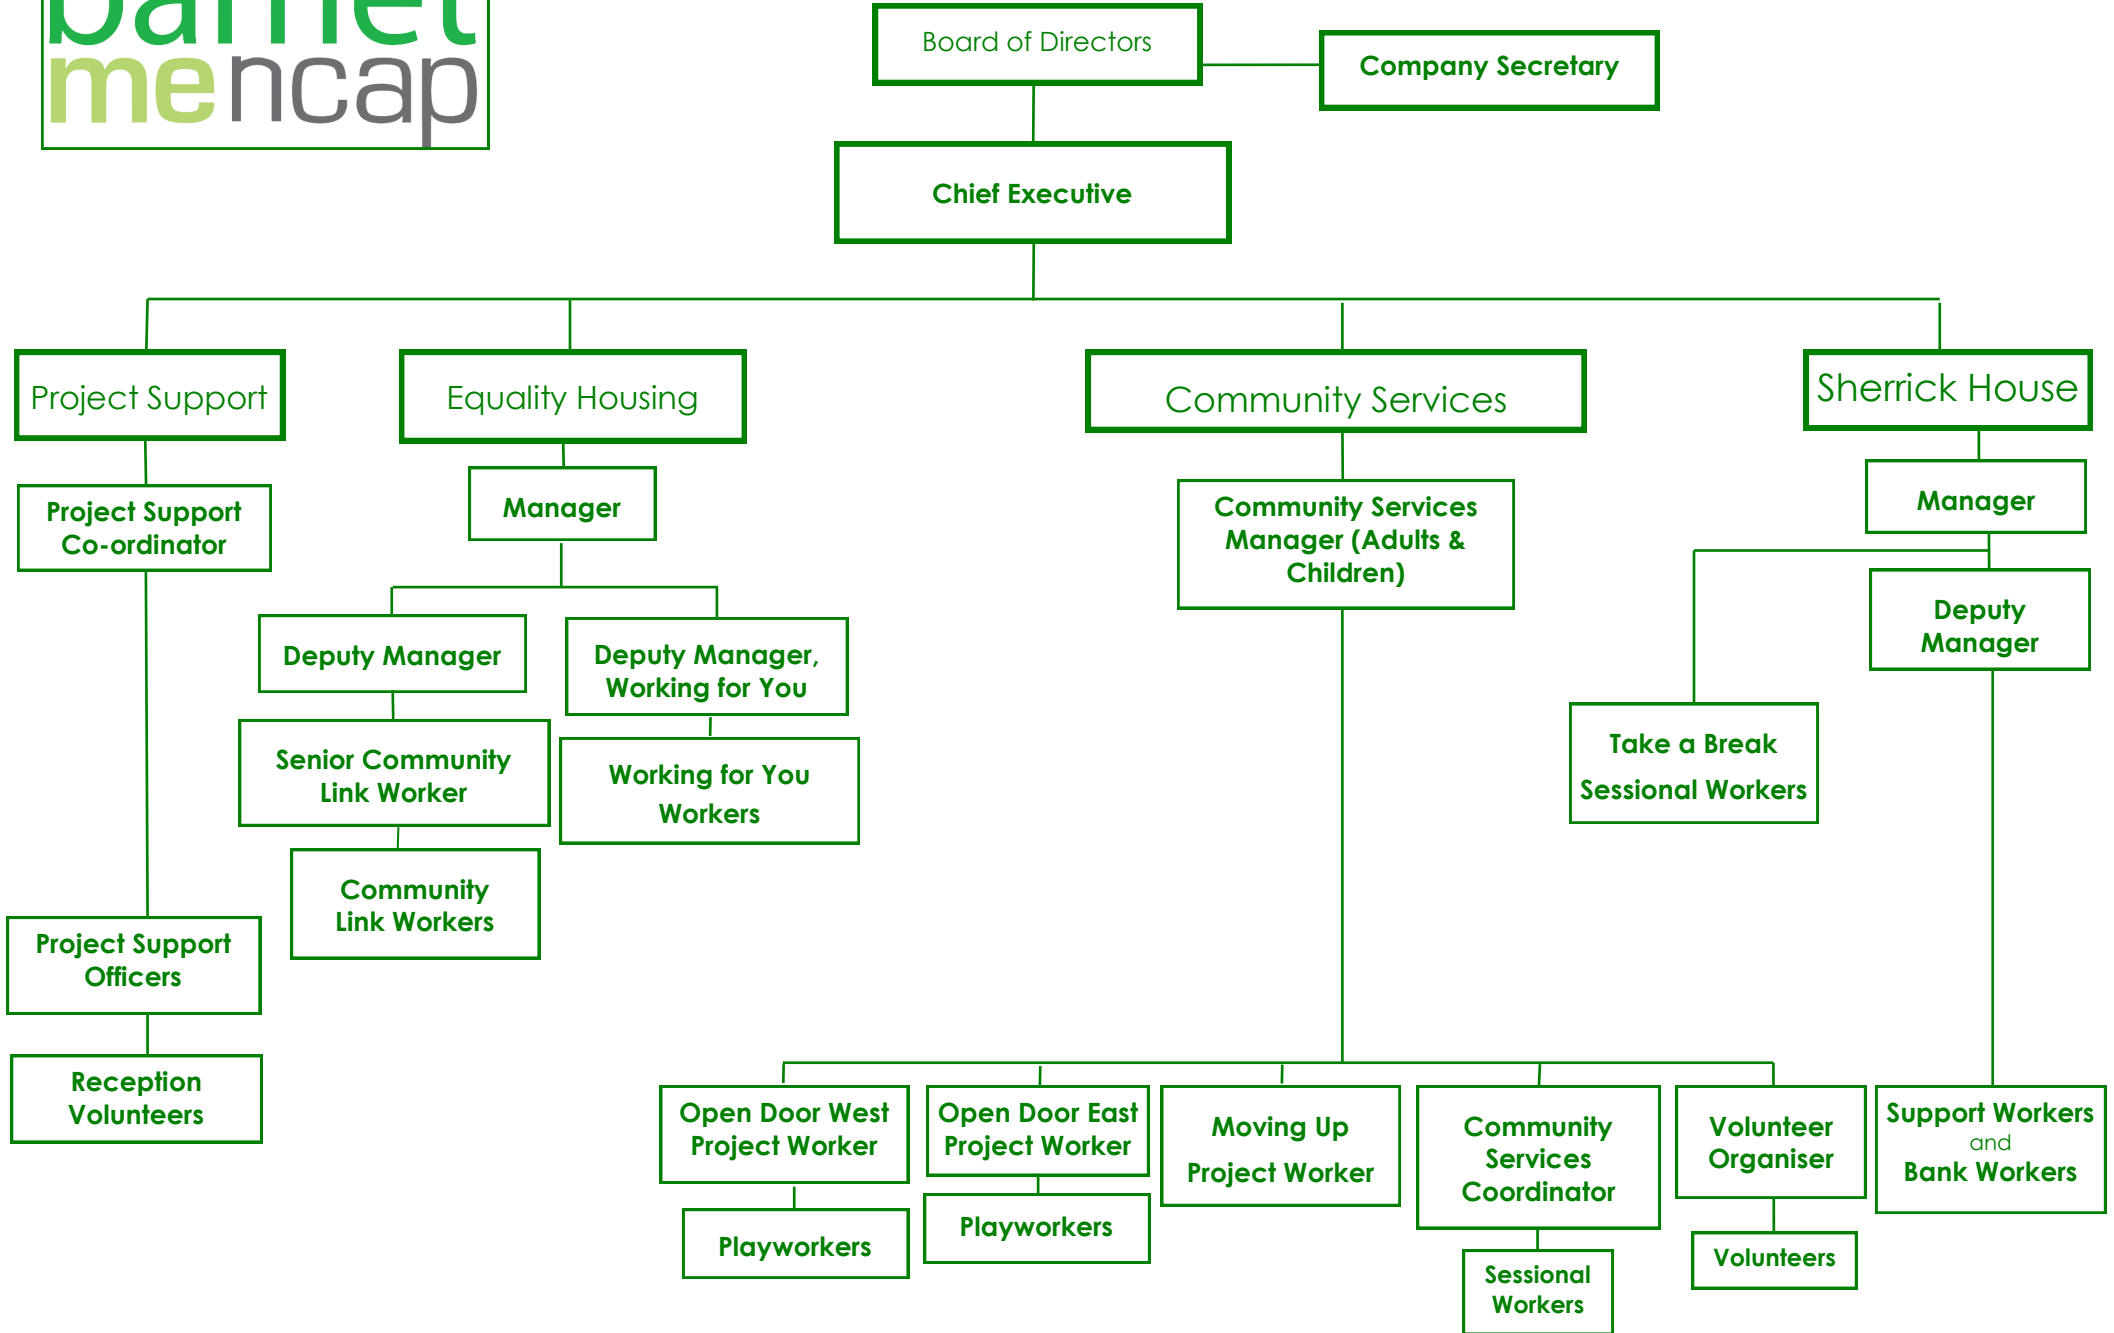 barnet
mencap
Board of Directors
Company Secretary
Chief Executive
Project Support
Equality Housing
Community Services
Sherrick House
Project Support
Co-ordinator
Manager
Community Services
Manager (Adults &
Children)
Manager
Deputy Manager
Deputy Manager,
Working for You
Deputy
Manager
Senior Community
Link Worker
Working for You
Workers
Take a Break
Sessional Workers
Community
Link Workers
Project Support
Officers
Reception
Volunteers
Open Door West
Project Worker
Open Door East
Project Worker
Moving Up
Project Worker
Community
Services
Coordinator
Volunteer
Organiser
Support Workers
and
Bank Workers
Playworkers
Playworkers
Sessional
Workers
Volunteers